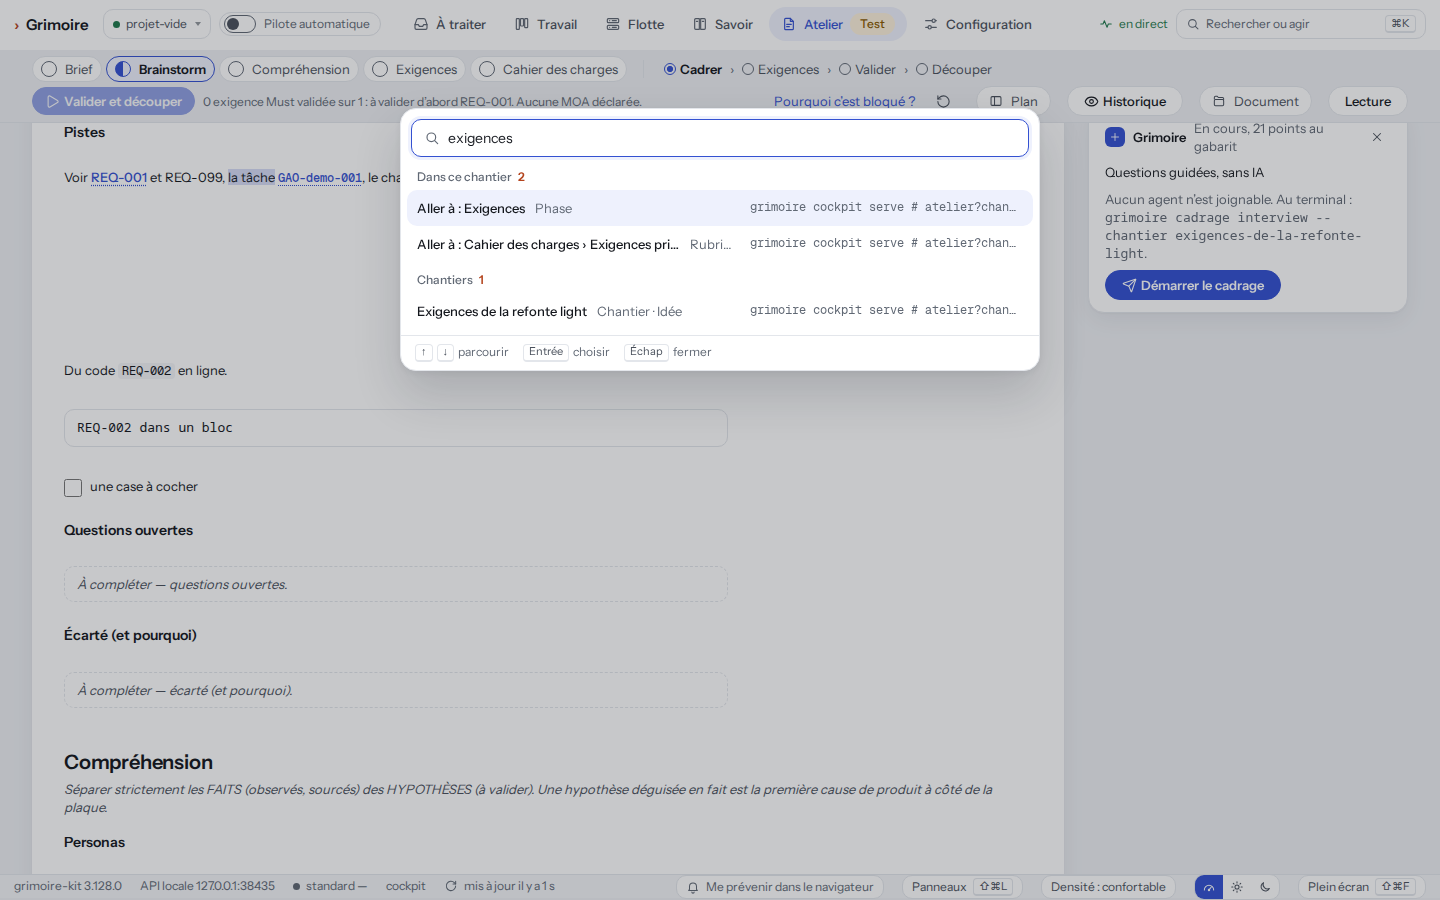 › Grimoire projet-vide Pilote automatique À traiter Travail Flotte Savoir Atelier Test Configuration en direct Rechercher ou agir ⌘K
Brief Brainstorm Compréhension Exigences Cahier des charges Cadrer › Exigences › Valider › Découper
Valider et découper 0 exigence Must validée sur 1 : à valider d'abord REQ-001. Aucune MOA déclarée. Pourquoi c'est bloqué ? Plan Historique Document Lecture
exigences
Dans ce chantier 2
Aller à : Exigences Phase grimoire cockpit serve # atelier?chan…
Aller à : Cahier des charges › Exigences pri… Rubri… grimoire cockpit serve # atelier?chan…
Chantiers 1
Exigences de la refonte light Chantier · Idée grimoire cockpit serve # atelier?chan…
↑ ↓ parcourir Entrée choisir Échap fermer
Pistes
Voir REQ-001 et REQ-099, la tâche GAO-demo-001, le cha
Du code REQ-002 en ligne.
REQ-002 dans un bloc
une case à cocher
Questions ouvertes
À compléter — questions ouvertes.
Écarté (et pourquoi)
À compléter — écarté (et pourquoi).
Compréhension
Séparer strictement les FAITS (observés, sourcés) des HYPOTHÈSES (à valider). Une hypothèse déguisée en fait est la première cause de produit à côté de la
plaque.
Personas
Grimoire En cours, 21 points au
gabarit
Questions guidées, sans IA
Aucun agent n'est joignable. Au terminal :
grimoire cadrage interview --
chantier exigences-de-la-refonte-
light.
Démarrer le cadrage
grimoire-kit 3.128.0 API locale 127.0.0.1:38435 standard — cockpit mis à jour il y a 1 s Me prévenir dans le navigateur Panneaux ⇧⌘L Densité : confortable Plein écran ⇧⌘F